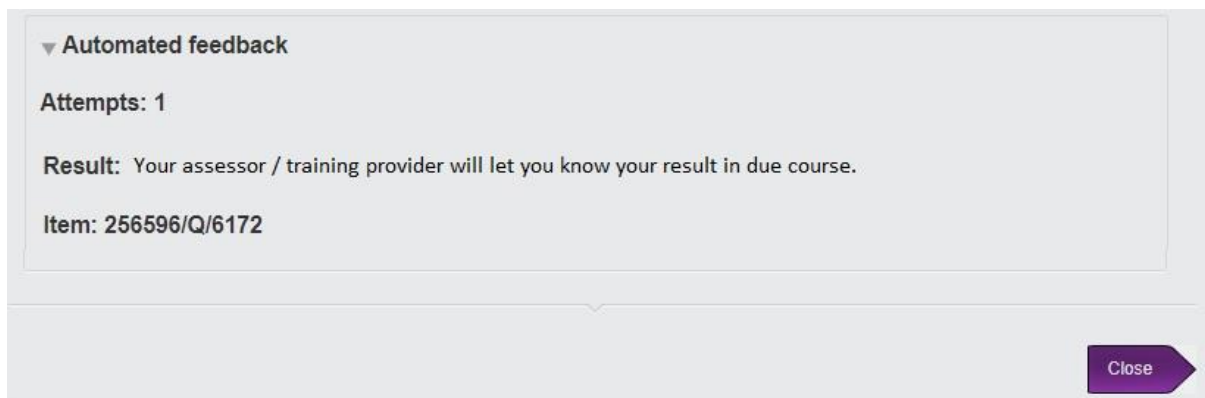 Automated feedback
Attempts: 1
Result: Your assessor / training provider will let you know your result in due course.
Item: 256596/Q/6172
Close